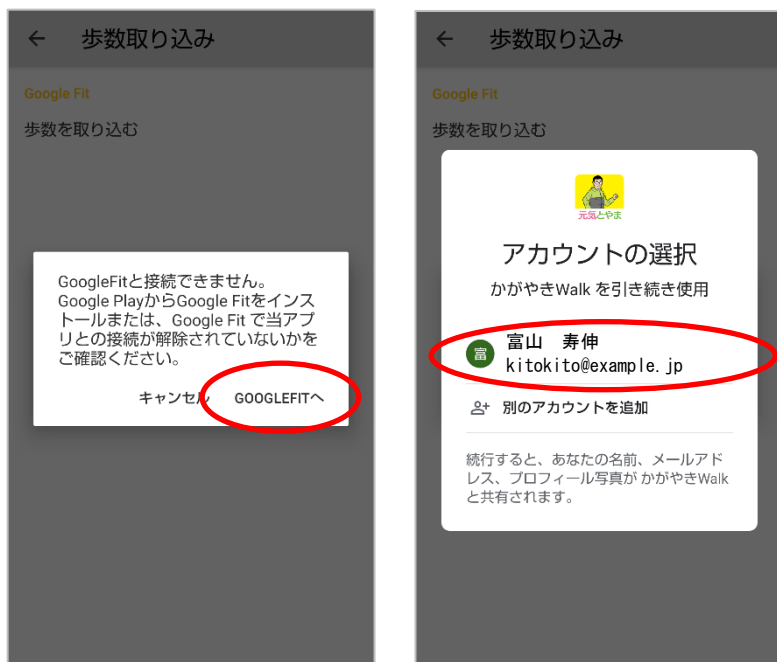 ← 歩数取り込み
Google Fit
歩数を取り込む
GoogleFitと接続できません。
Google PlayからGoogle Fitをインス
トールまたは、Google Fit で当アプ
リとの接続が解除されていないかを
ご確認ください。
キャンセル GOOGLEFITへ
← 歩数取り込み
Google Fit
歩数を取り込む
元気とやま
アカウントの選択
かがやきWalk を引き続き使用
富
富山 寿伸
kitokito@example.jp
別のアカウントを追加
続行すると、あなたの名前、メールアド
レス、プロフィール写真が かがやきWalk
と共有されます。